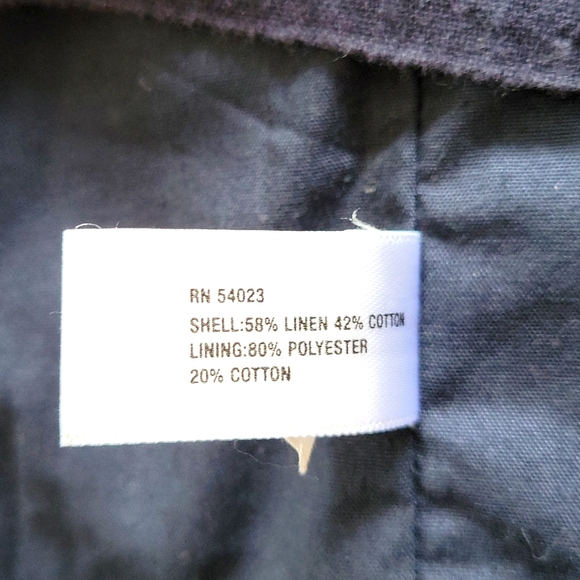 RN 54023
SHELL:58% LINEN 42% COTTON
LINING:80% POLYESTER
20% COTTON